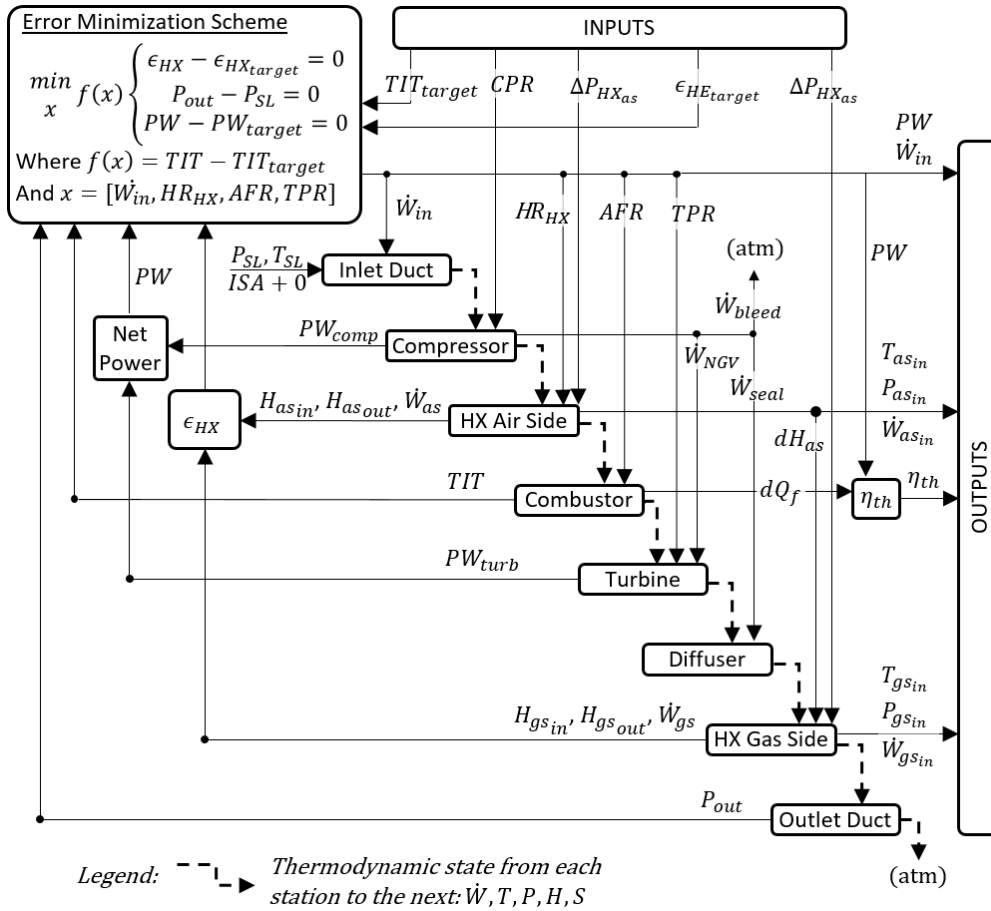 Error Minimization Scheme
min x f(x) { ϵ_HX − ϵ_HX_target = 0
P_out − P_SL = 0
PW − PW_target = 0
Where f(x) = TIT − TIT_target
And x = [Ẇ_in, HR_HX, AFR, TPR]
INPUTS
TIT_target CPR ΔP_HX_as ϵ_HE_target ΔP_HX_as
PW
Ẇ_in
Ẇ_in
HR_HX AFR TPR
PW
PW
P_SL, T_SL
ISA + 0
Inlet Duct
(atm)
Ẇ_bleed
Net
Power
PW_comp
Compressor
Ẇ_NGV
Ẇ_seal
T_as_in
P_as_in
Ẇ_as_in
ϵ_HX
H_as_in, H_as_out, Ẇ_as
HX Air Side
dH_as
TIT
Combustor
dQ_f
η_th
η_th
OUTPUTS
PW_turb
Turbine
Diffuser
T_gs_in
P_gs_in
Ẇ_gs_in
H_gs_in, H_gs_out, Ẇ_gs
HX Gas Side
P_out
Outlet Duct
(atm)
Legend:
Thermodynamic state from each
station to the next: Ẇ, T, P, H, S